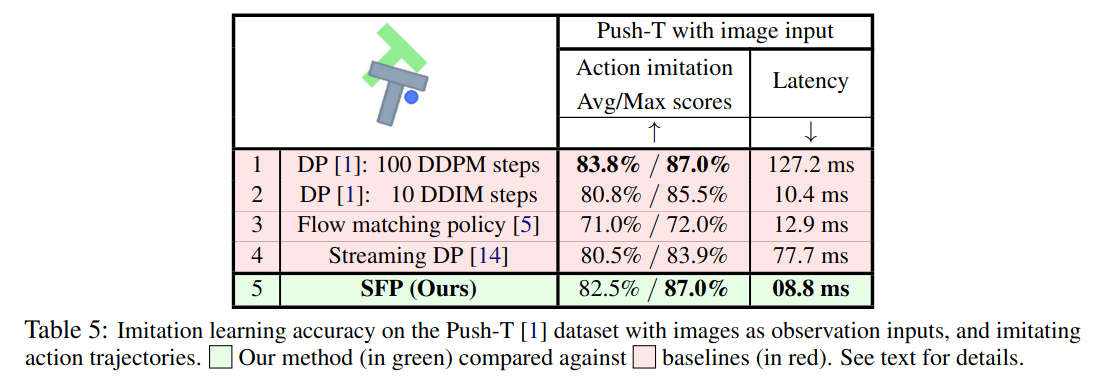 Push-T with image input
Action imitation
Avg/Max scores
Latency
↑
↓
1 DP [1]: 100 DDPM steps 83.8% / 87.0% 127.2 ms
2 DP [1]: 10 DDIM steps 80.8% / 85.5% 10.4 ms
3 Flow matching policy [5] 71.0% / 72.0% 12.9 ms
4 Streaming DP [14] 80.5% / 83.9% 77.7 ms
5 SFP (Ours) 82.5% / 87.0% 08.8 ms
Table 5: Imitation learning accuracy on the Push-T [1] dataset with images as observation inputs, and imitating
action trajectories. Our method (in green) compared against baselines (in red). See text for details.